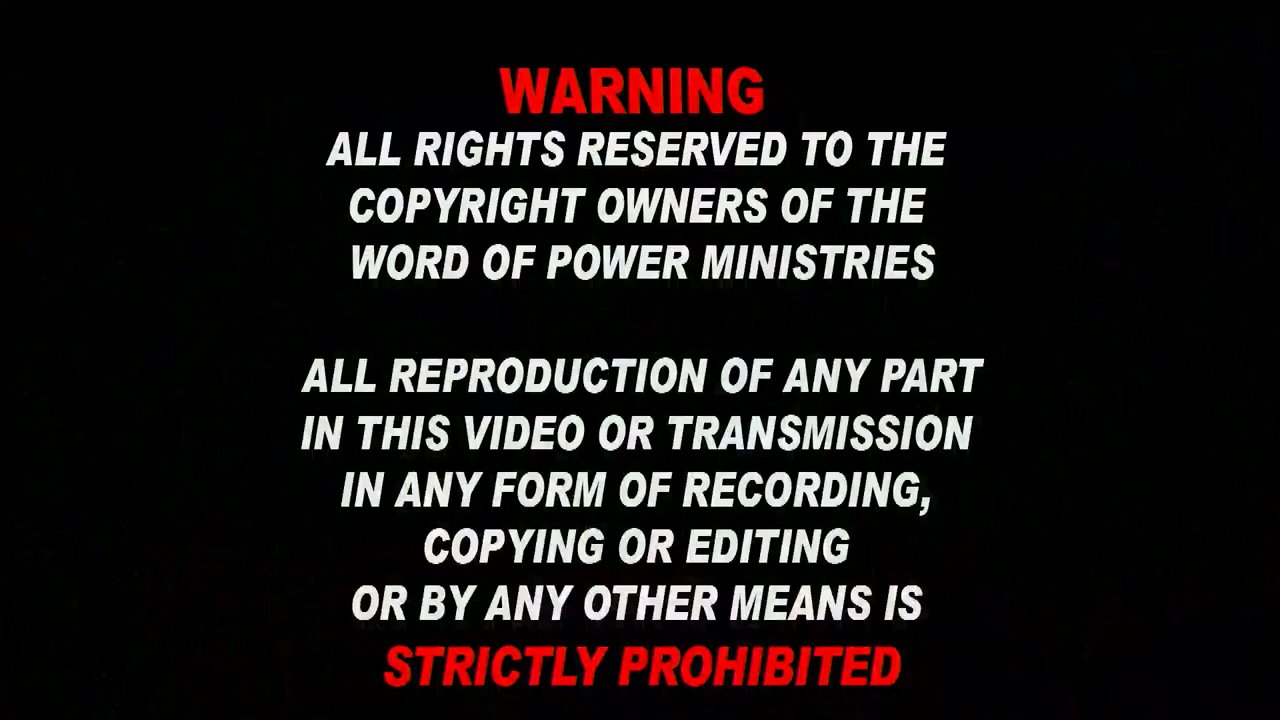 WARNING
ALL RIGHTS RESERVED TO THE
COPYRIGHT OWNERS OF THE
WORD OF POWER MINISTRIES
ALL REPRODUCTION OF ANY PART
IN THIS VIDEO OR TRANSMISSION
IN ANY FORM OF RECORDING,
COPYING OR EDITING
OR BY ANY OTHER MEANS IS
STRICTLY PROHIBITED